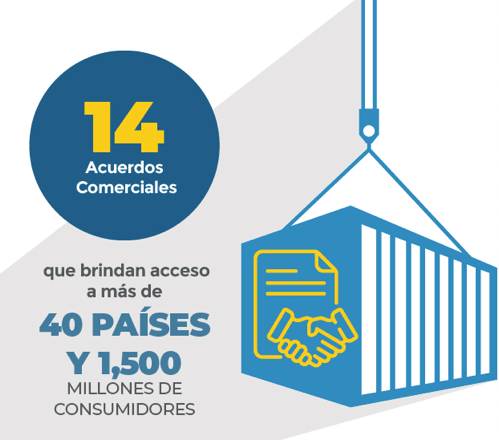 14
Acuerdos
Comerciales
que brindan acceso
a más de
40 PAÍSES
Y 1,500
MILLONES DE
CONSUMIDORES